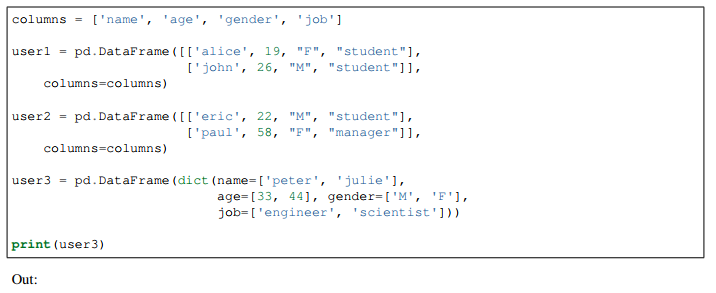 columns = ['name', 'age', 'gender', 'job']
user1 = pd.DataFrame([['alice', 19, "F", "student"],
['john', 26, "M", "student"]],
columns=columns)
user2 = pd.DataFrame([['eric', 22, "M", "student"],
['paul', 58, "F", "manager"]],
columns=columns)
user3 = pd.DataFrame(dict(name=['peter', 'julie'],
age=[33, 44], gender=['M', 'F'],
job=['engineer', 'scientist']))
print(user3)
Out: